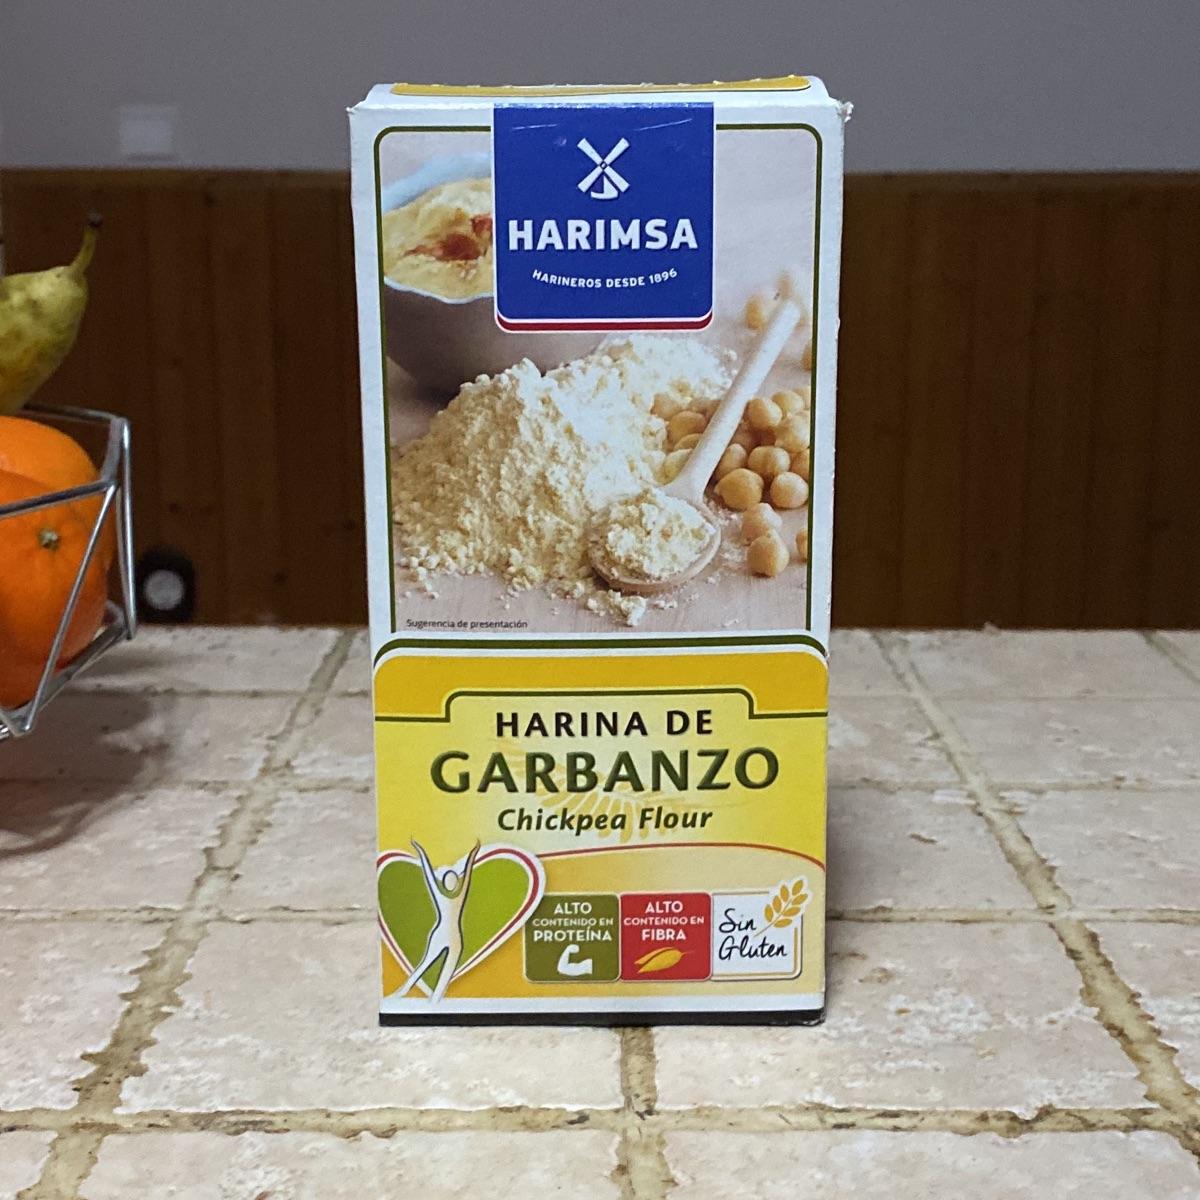 HARIMSA
HARINEROS DESDE 1896
Sugerencia de presentación
HARINA DE
GARBANZO
Chickpea Flour
ALTO
CONTENIDO EN
PROTEÍNA
ALTO
CONTENIDO EN
FIBRA
Sin
Gluten